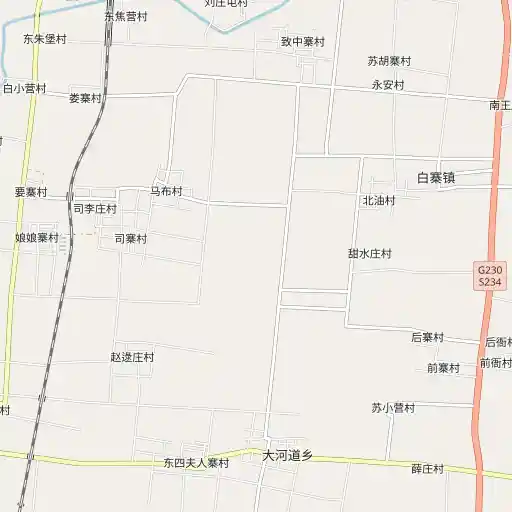 刘庄屯村
东焦营村
东朱堡村
致中寨村
苏胡寨村
白小营村
永安村
娄寨村
南王
白寨镇
要寨村
马布村
北油村
司李庄村
娘娘寨村
司寨村
甜水庄村
G230
S234
后寨村
后衙村
赵逯庄村
前衙村
前寨村
苏小营村
村
大河道乡
东四夫人寨村
薛庄村